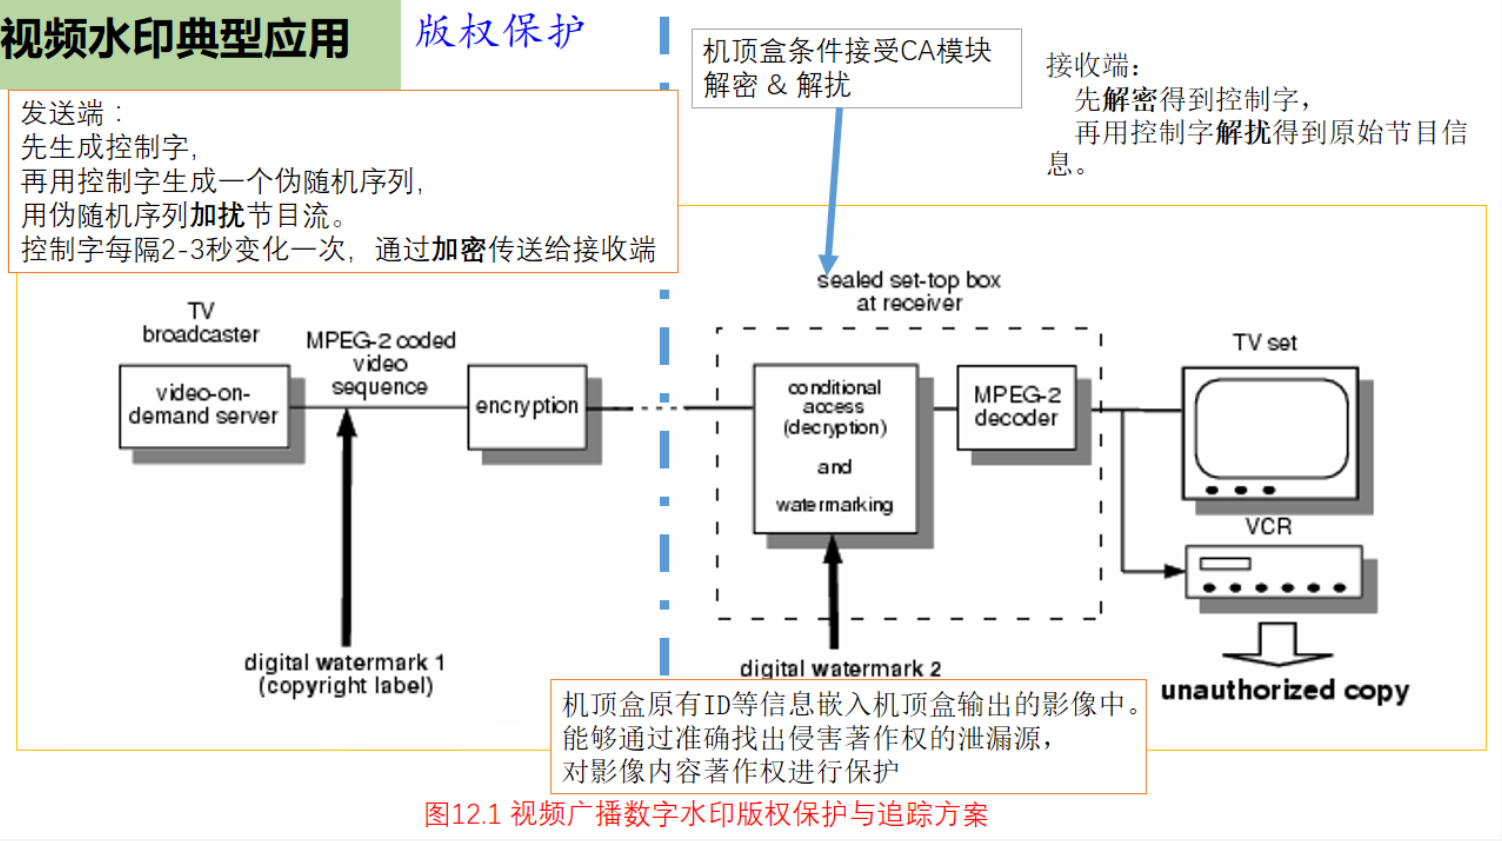 视频水印典型应用
版权保护
发送端：
先生成控制字,
再用控制字生成一个伪随机序列,
用伪随机序列加扰节目流。
控制字每隔2-3秒变化一次，通过加密传送给接收端
机顶盒条件接受CA模块
解密 & 解扰
接收端：
先解密得到控制字，
再用控制字解扰得到原始节目信
息。
sealed set-top box
at receiver
TV
broadcaster
MPEG-2 coded
video
sequence
video-on-
demand server
encryption
conditional
access
(decryption)
and
watermarking
MPEG-2
decoder
TV set
VCR
digital watermark 1
(copyright label)
digital watermark 2
unauthorized copy
机顶盒原有ID等信息嵌入机顶盒输出的影像中。
能够通过准确找出侵害著作权的泄漏源，
对影像内容著作权进行保护
图12.1 视频广播数字水印版权保护与追踪方案